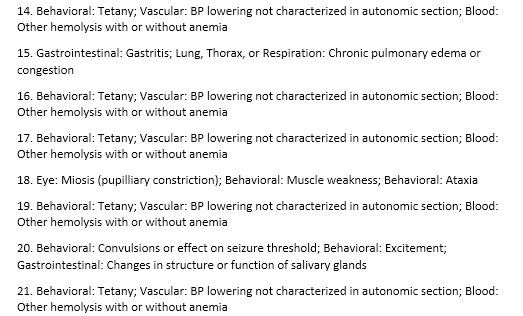 14. Behavioral: Tetany; Vascular: BP lowering not characterized in autonomic section; Blood:
Other hemolysis with or without anemia
15. Gastrointestinal: Gastritis; Lung, Thorax, or Respiration: Chronic pulmonary edema or
congestion
16. Behavioral: Tetany; Vascular: BP lowering not characterized in autonomic section; Blood:
Other hemolysis with or without anemia
17. Behavioral: Tetany; Vascular: BP lowering not characterized in autonomic section; Blood:
Other hemolysis with or without anemia
18. Eye: Miosis (pupilliary constriction); Behavioral: Muscle weakness; Behavioral: Ataxia
19. Behavioral: Tetany; Vascular: BP lowering not characterized in autonomic section; Blood:
Other hemolysis with or without anemia
20. Behavioral: Convulsions or effect on seizure threshold; Behavioral: Excitement;
Gastrointestinal: Changes in structure or function of salivary glands
21. Behavioral: Tetany; Vascular: BP lowering not characterized in autonomic section; Blood:
Other hemolysis with or without anemia